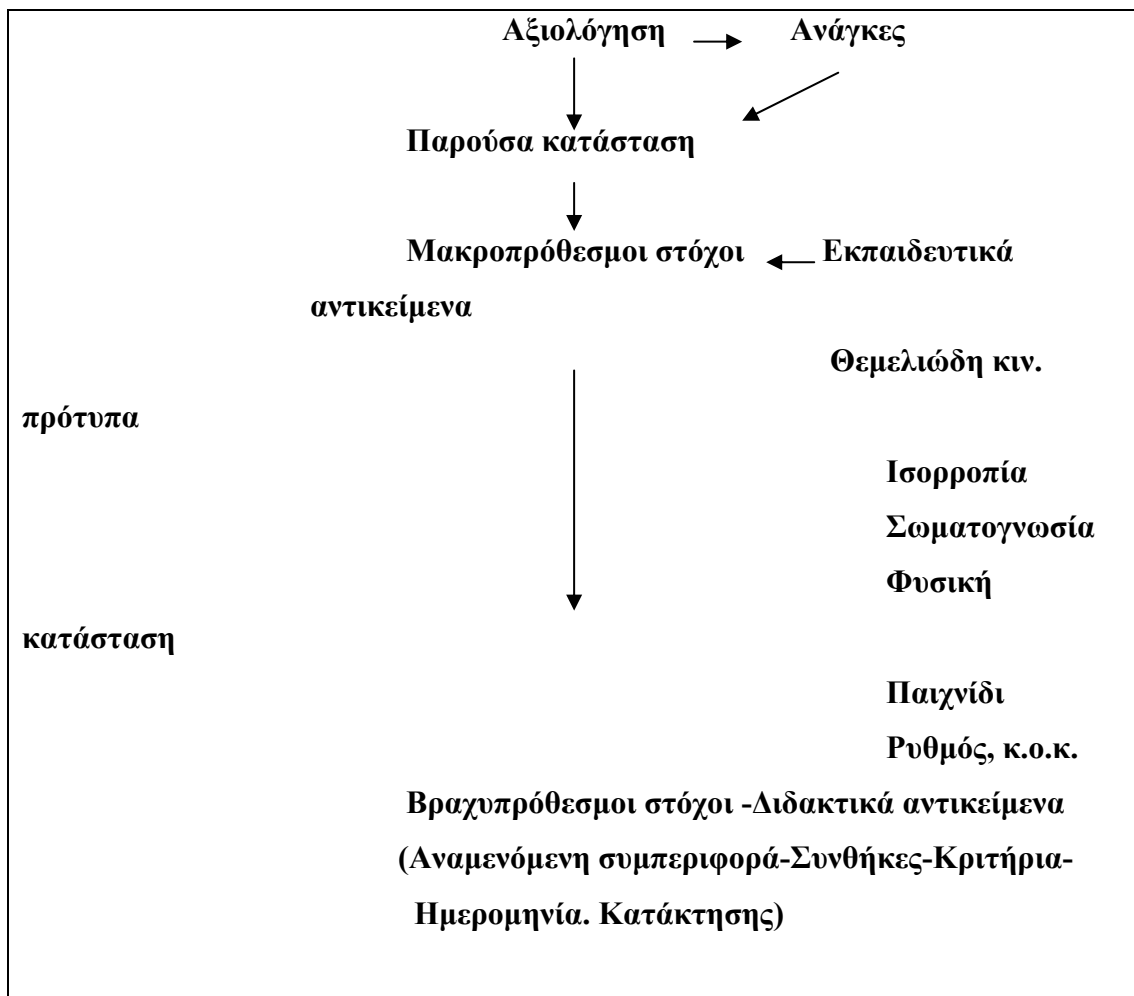 Αξιολόγηση Ανάγκες
Παρούσα κατάσταση
Μακροπρόθεσμοι στόχοι Εκπαιδευτικά
αντικείμενα
Θεμελιώδη κιν.
πρότυπα
Ισορροπία
Σωματογνωσία
Φυσική
κατάσταση
Παιχνίδι
Ρυθμός, κ.ο.κ.
Βραχυπρόθεσμοι στόχοι -Διδακτικά αντικείμενα
(Αναμενόμενη συμπεριφορά-Συνθήκες-Κριτήρια-
Ημερομηνία. Κατάκτησης)